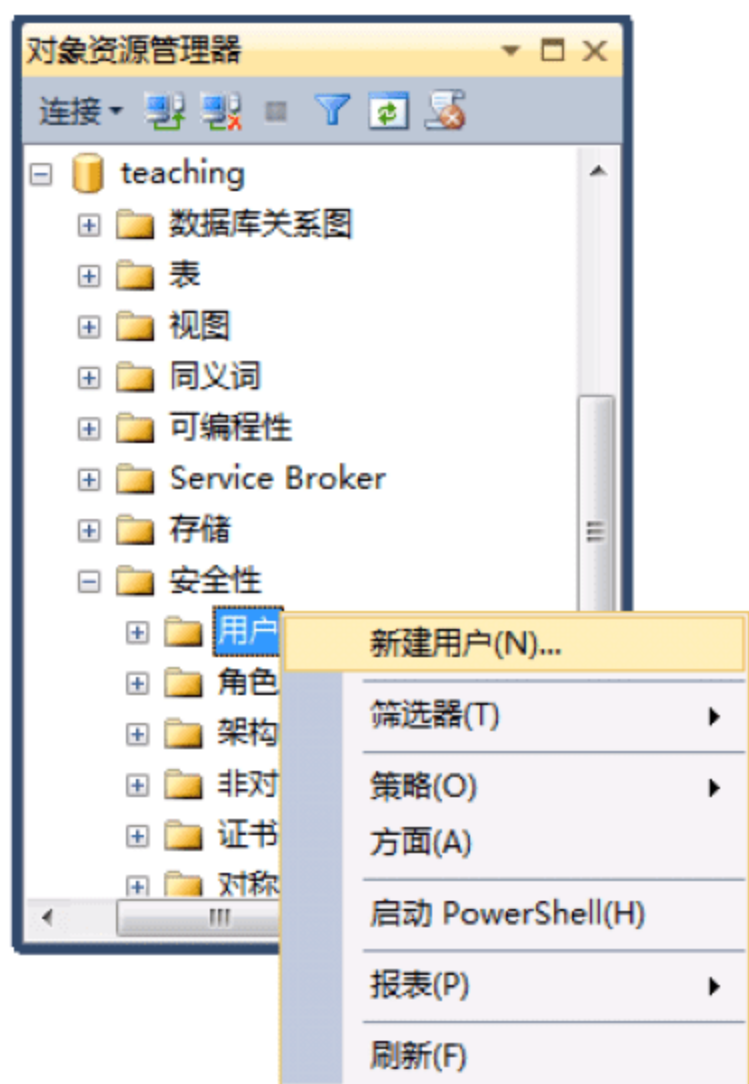 对象资源管理器
连接
teaching
数据库关系图
表
视图
同义词
可编程性
Service Broker
存储
安全性
用户
角色
架构
非对
证书
对称
新建用户(N)...
筛选器(T)
策略(O)
方面(A)
启动 PowerShell(H)
报表(P)
刷新(F)